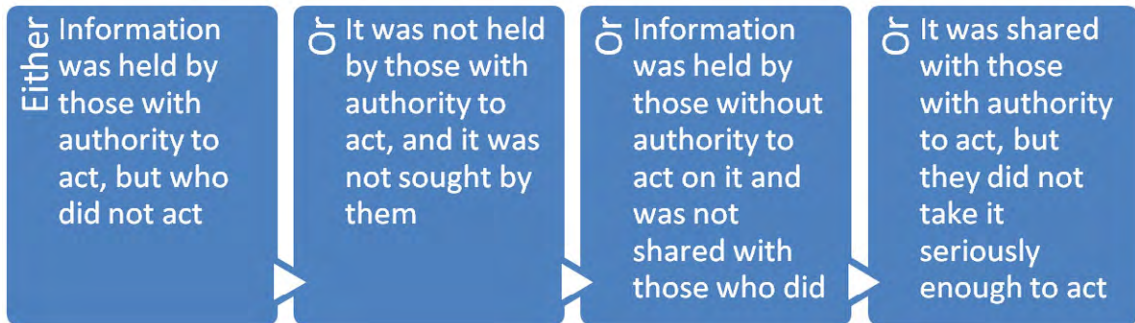 Either
Information
was held by
those with
authority to
act, but who
did not act
Or
It was not held
by those with
authority to
act, and it was
not sought by
them
Or
Information
was held by
those without
authority to
act on it and
was not
shared with
those who did
Or
It was shared
with those
with authority
to act, but
they did not
take it
seriously
enough to act